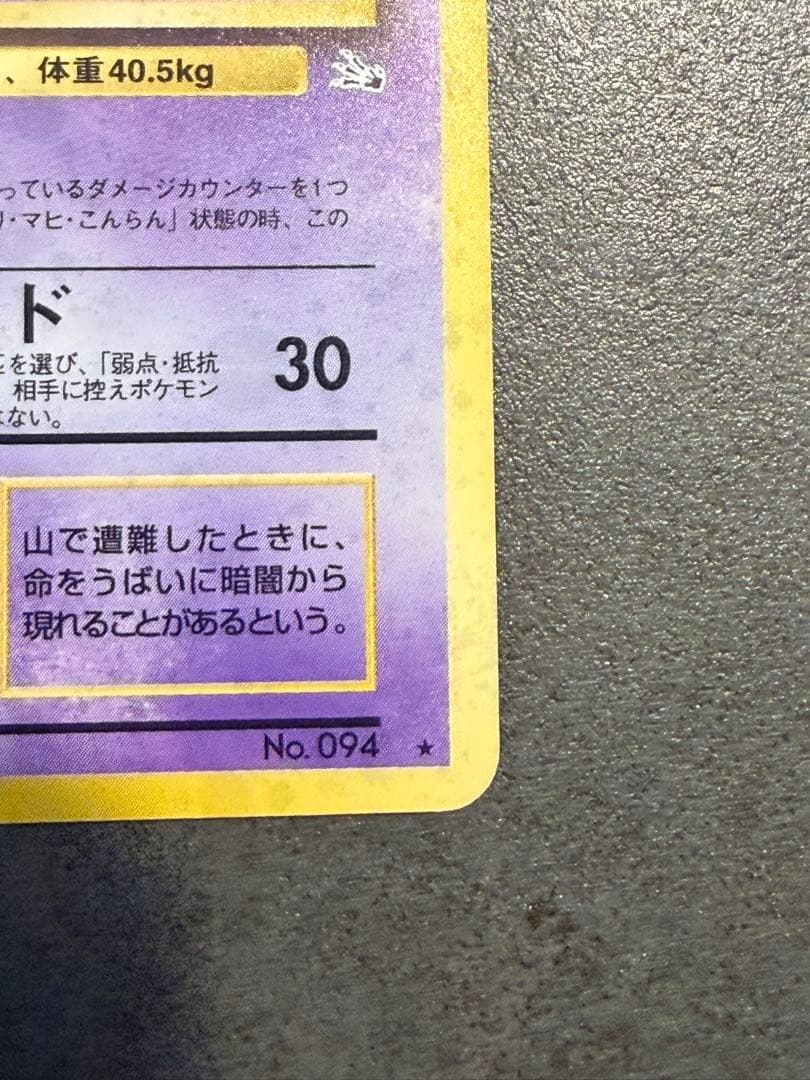 、体重40.5kg
っているダメージカウンターを1つ
・マヒ・こんらん」状態の時、この
ド
を選び、「弱点・抵抗
30
相手に控えポケモン
ない。
山で遭難したときに、
命をうばいに暗闇から
現れることがあるという。
No. 094 ★